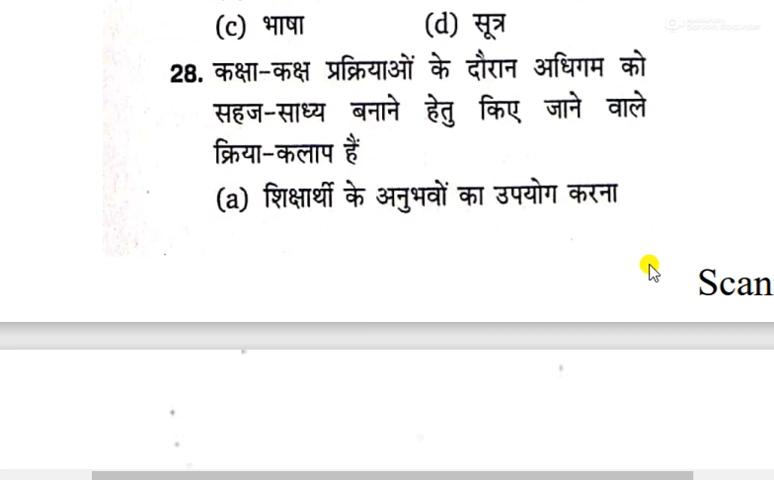 (c) भाषा (d) सूत्र
28. कक्षा-कक्ष प्रक्रियाओं के दौरान अधिगम को
सहज-साध्य बनाने हेतु किए जाने वाले
क्रिया-कलाप हैं
(a) शिक्षार्थी के अनुभवों का उपयोग करना
Scan